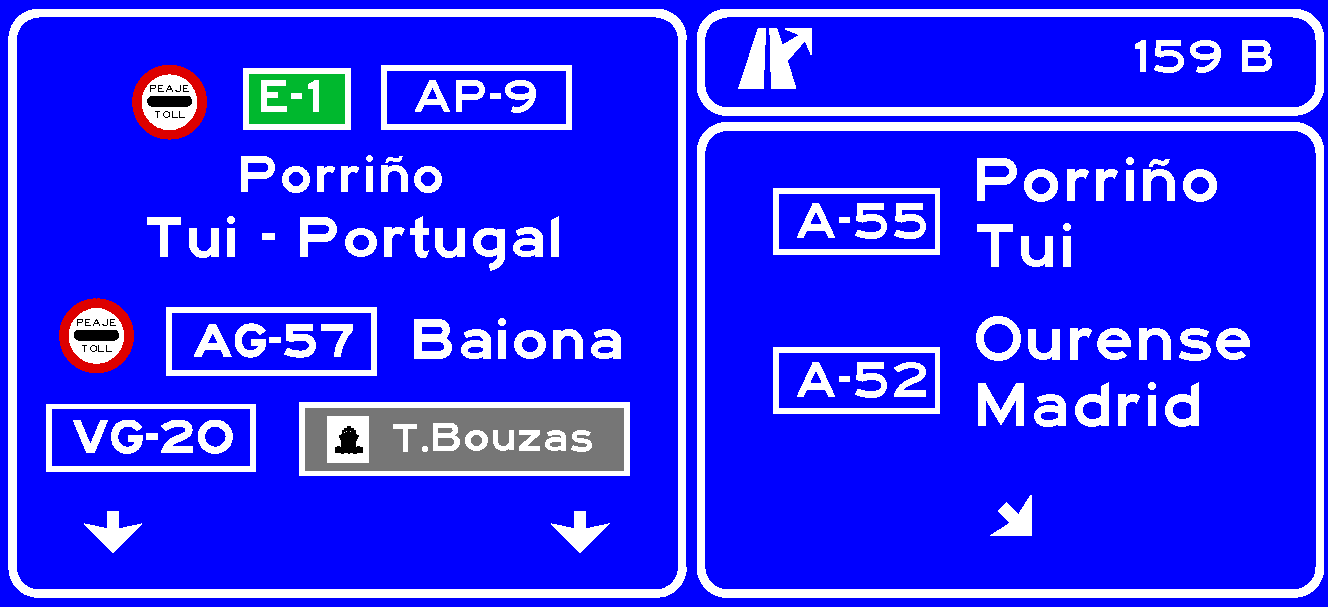 PEAJE
TOLL
E-1 AP-9
Porriño
Tui - Portugal
PEAJE
TOLL
AG-57 Baiona
VG-20 T.Bouzas
159 B
A-55
Porriño
Tui
A-52
Ourense
Madrid